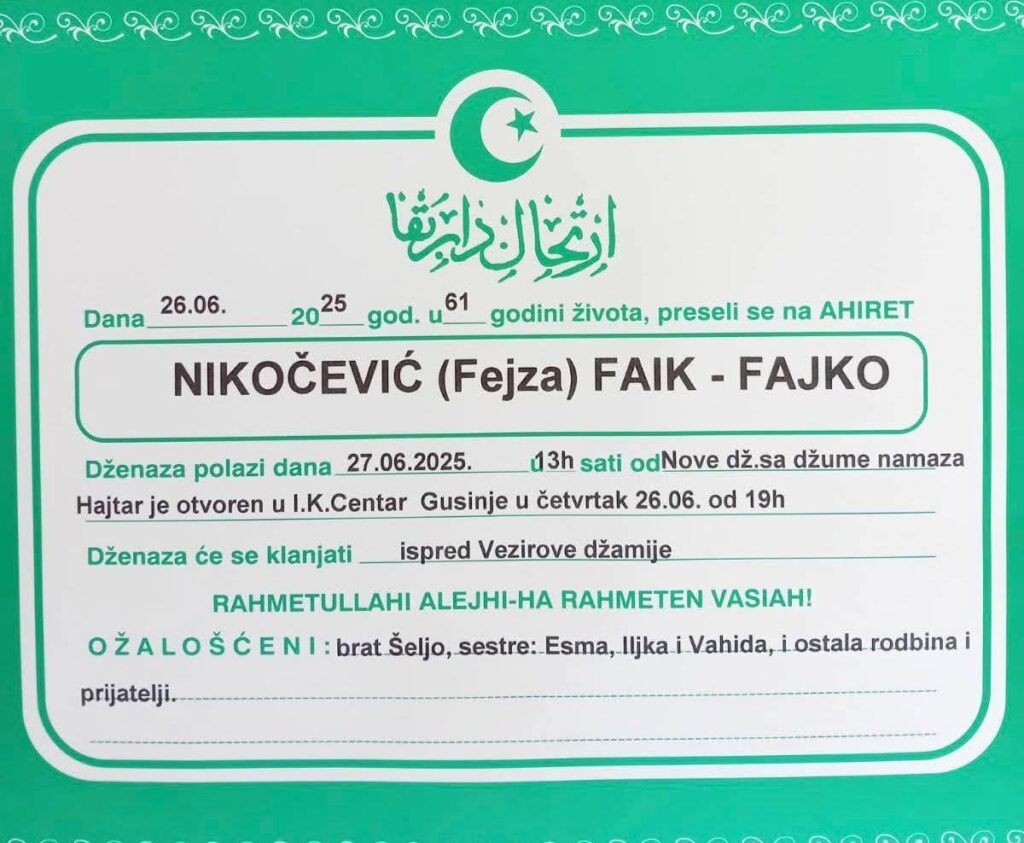 ارتحال دار بقا
Dana 26.06. 2025 god. u 61 godini života, preseli se na AHIRET
NIKOČEVIĆ (Fejza) FAIK - FAJKO
Dženaza polazi dana 27.06.2025. u 13h sati od Nove dž.sa džume namaza
Hajtar je otvoren u I.K.Centar Gusinje u četvrtak 26.06. od 19h
Dženaza će se klanjati ispred Vezirove džamije
RAHMETULLAHI ALEJHI-HA RAHMETEN VASIAH!
OŽALOŠĆENI: brat Šeljo, sestre: Esma, Iljka i Vahida, i ostala rodbina i
prijatelji.